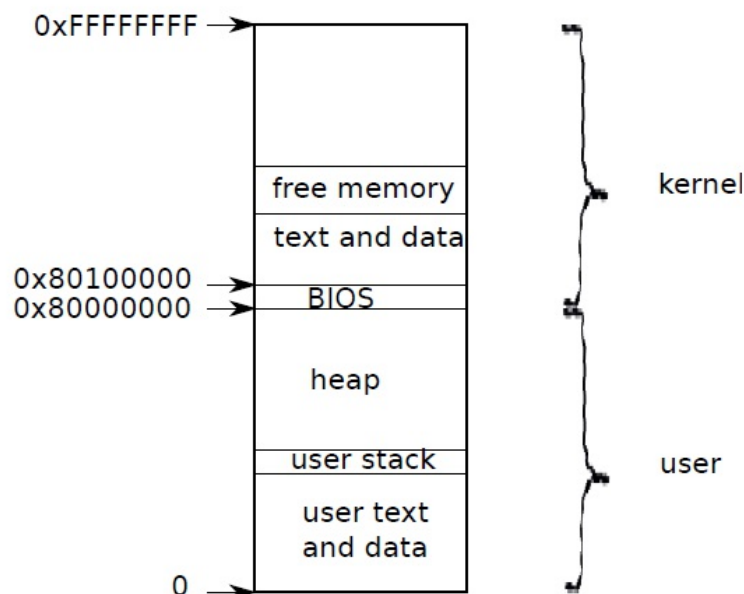 0xFFFFFFFF
free memory
kernel
text and data
0x80100000
BIOS
0x80000000
heap
user stack
user
user text
and data
0